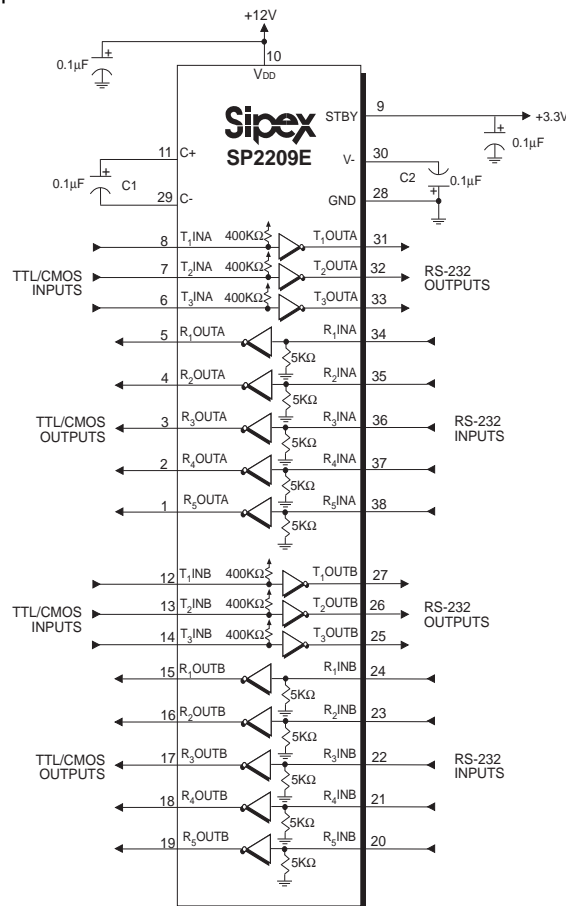 +12V
0.1µF +
10
VDD
Sipex
SP2209E
STBY 9 +3.3V
+ 0.1µF
11 C+
V- 30
0.1µF + C1
C2 + 0.1µF
29 C-
GND 28
8 T1INA 400KΩ T1OUTA 31
TTL/CMOS INPUTS
7 T2INA 400KΩ T2OUTA 32
RS-232 OUTPUTS
6 T3INA 400KΩ T3OUTA 33
5 R1OUTA R1INA 34
5KΩ
4 R2OUTA R2INA 35
5KΩ
TTL/CMOS OUTPUTS
3 R3OUTA R3INA 36
RS-232 INPUTS
5KΩ
2 R4OUTA R4INA 37
5KΩ
1 R5OUTA R5INA 38
5KΩ
12 T1INB 400KΩ T1OUTB 27
TTL/CMOS INPUTS
13 T2INB 400KΩ T2OUTB 26
RS-232 OUTPUTS
14 T3INB 400KΩ T3OUTB 25
15 R1OUTB R1INB 24
5KΩ
16 R2OUTB R2INB 23
5KΩ
TTL/CMOS OUTPUTS
17 R3OUTB R3INB 22
RS-232 INPUTS
5KΩ
18 R4OUTB R4INB 21
5KΩ
19 R5OUTB R5INB 20
5KΩ